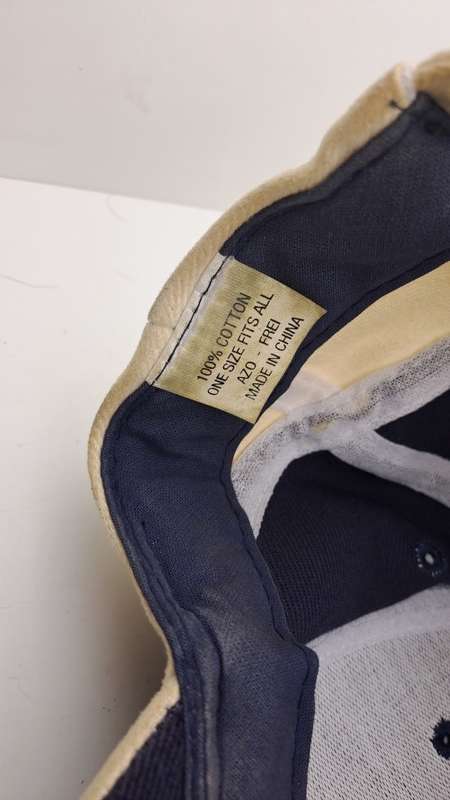 100% COTTON
ONE SIZE FITS ALL
AZO - FREI
MADE IN CHINA